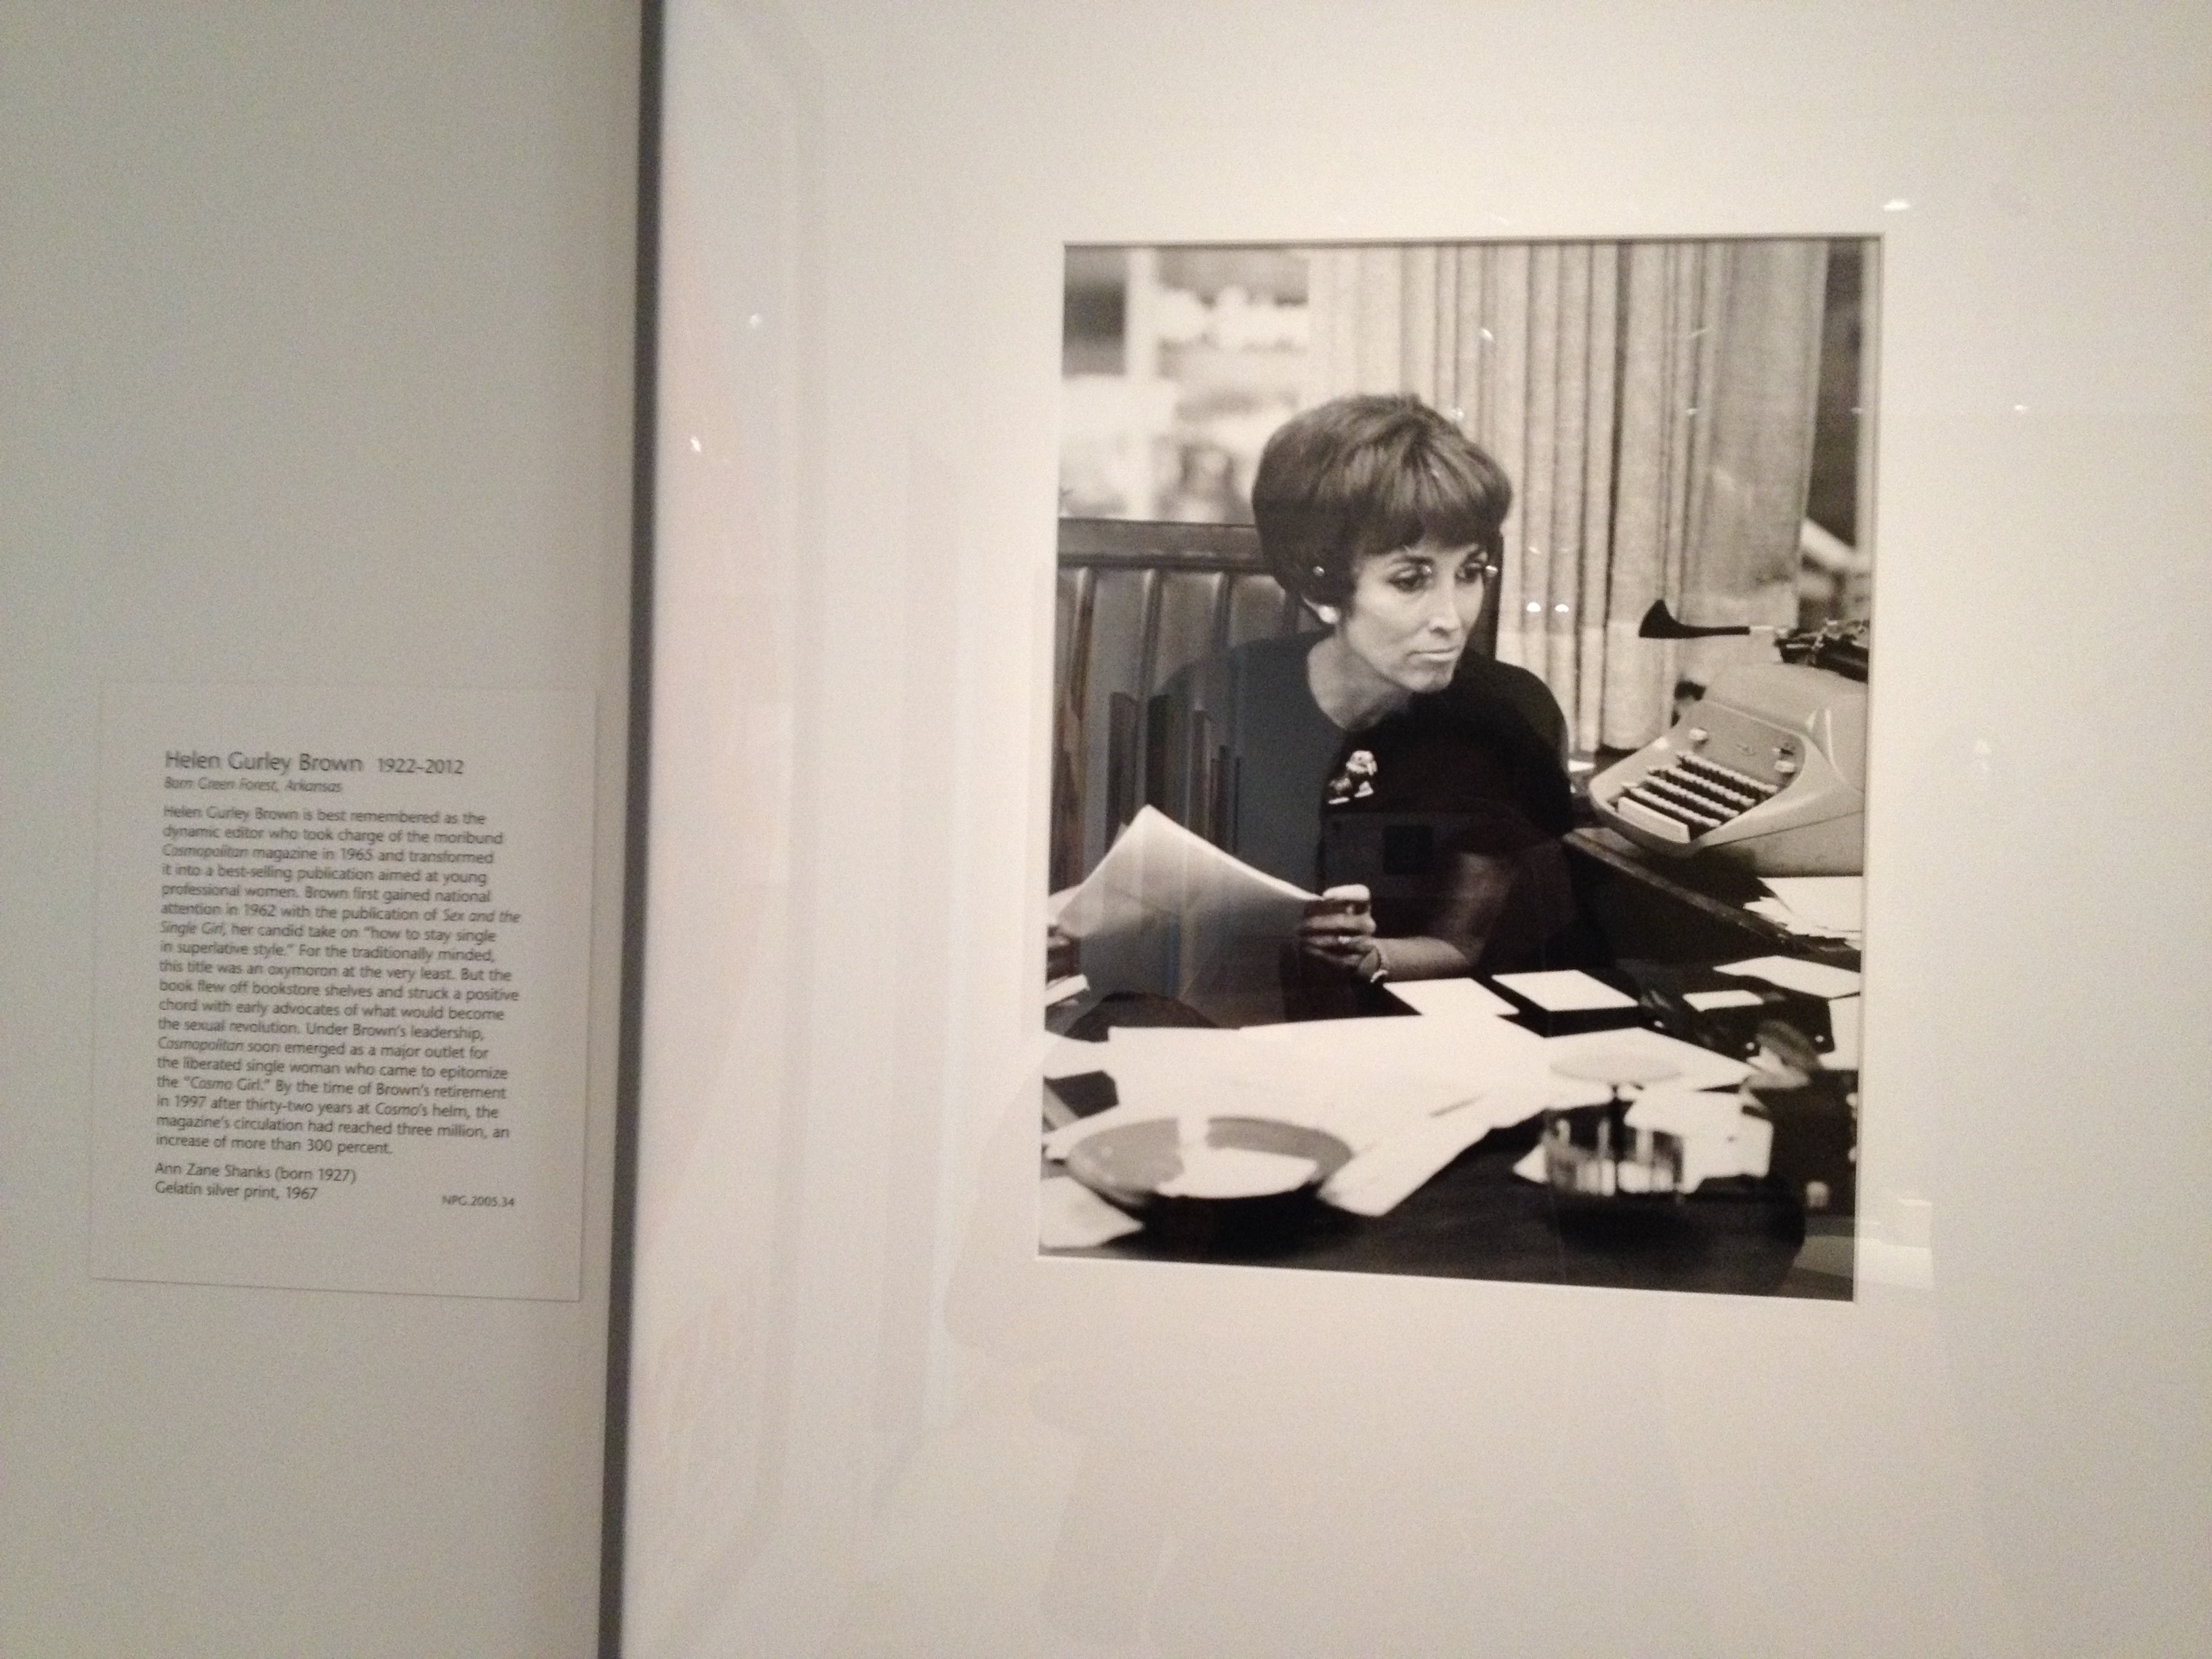 Helen Gurley Brown 1922–2012
Born Green Forest, Arkansas
Helen Gurley Brown is best remembered as the
dynamic editor who took charge of the moribund
Cosmopolitan magazine in 1965 and transformed
it into a best-selling publication aimed at young
professional women. Brown first gained national
attention in 1962 with the publication of Sex and the
Single Girl, her candid take on “how to stay single
in superlative style.” For the traditionally minded,
this title was an oxymoron at the very least. But the
book flew off bookstore shelves and struck a positive
chord with early advocates of what would become
the sexual revolution. Under Brown’s leadership,
Cosmopolitan soon emerged as a major outlet for
the liberated single woman who came to epitomize
the “Cosmo Girl.” By the time of Brown’s retirement
in 1997 after thirty-two years at Cosmo’s helm, the
magazine’s circulation had reached three million, an
increase of more than 300 percent.
Ann Zane Shanks (born 1927)
Gelatin silver print, 1967
NPG.2005.34